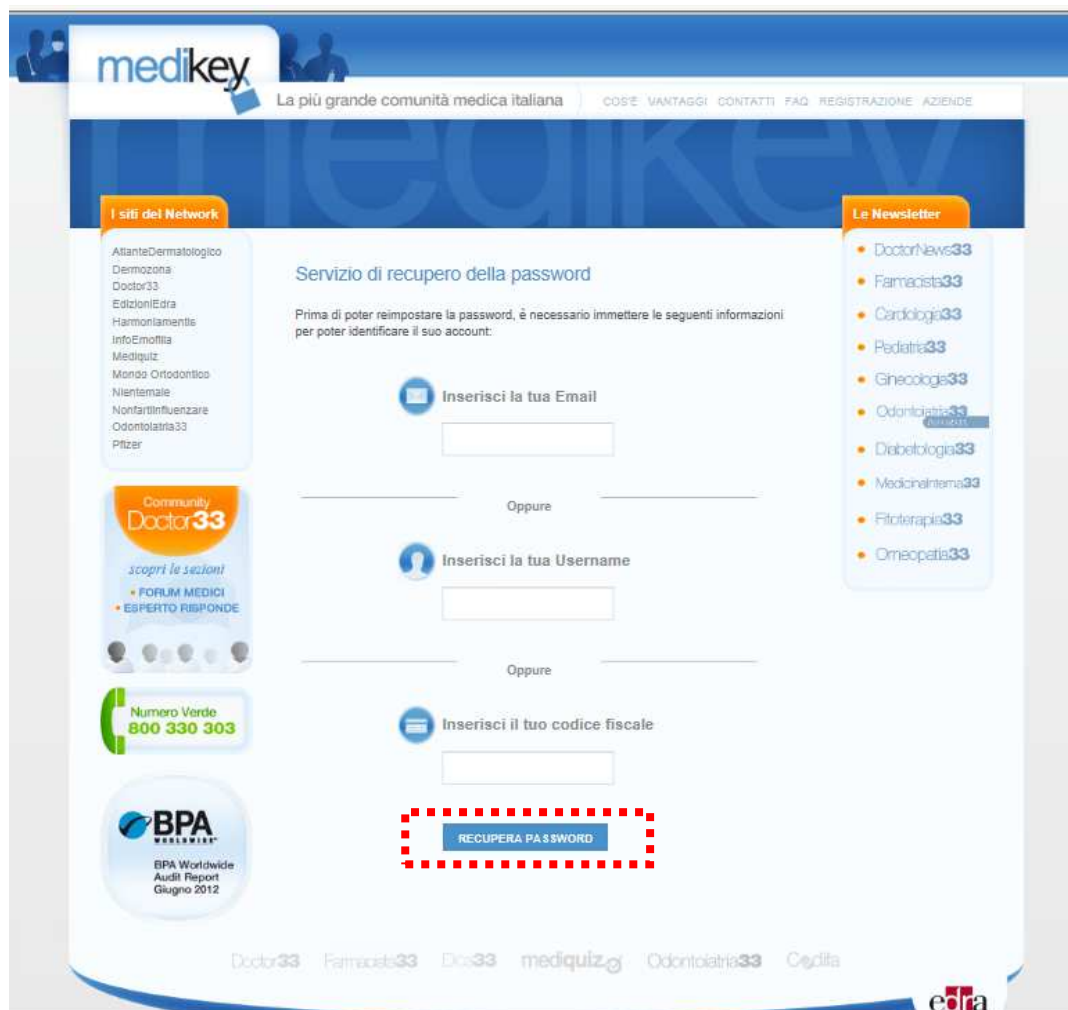 medikey
La più grande comunità medica italiana
COS'È VANTAGGI CONTATTI FAQ REGISTRAZIONE AZIENDE
medikey
I siti del Network
AtlanteDermatologico
Dermozona
Doctor33
EdizioniEdra
Harmoniamentis
InfoEmofilia
Mediquiz
Mondo Ortodontico
Nientemale
Nonfartiinfluenzare
Odontoiatria33
Pfizer
Community
Doctor33
scopri le sezioni
• FORUM MEDICI
• ESPERTO RISPONDE
Numero Verde
800 330 303
BPA
WORLDWIDE
BPA Worldwide
Audit Report
Giugno 2012
Servizio di recupero della password
Prima di poter reimpostare la password, è necessario immettere le seguenti informazioni
per poter identificare il suo account:
Inserisci la tua Email
Oppure
Inserisci la tua Username
Oppure
Inserisci il tuo codice fiscale
RECUPERA PASSWORD
Le Newsletter
• DoctorNews33
• Farmacista33
• Cardiologia33
• Pediatria33
• Ginecologia33
• Odontoiatria33
• Diabetologia33
• MedicinaInterna33
• Fitoterapia33
• Omeopatia33
Doctor33 Farmacista33 Dica33 mediquiz Odontoiatria33 Codifa
edra